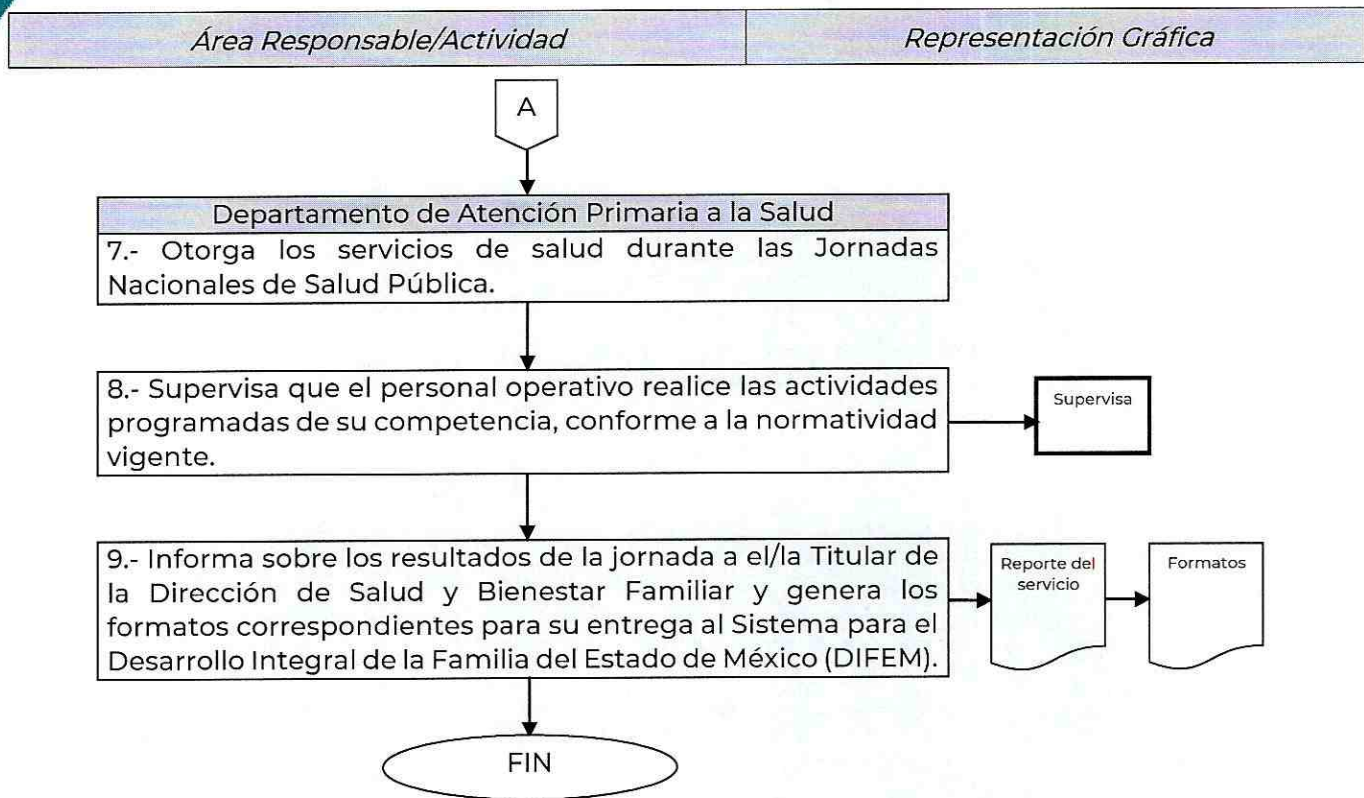 Área Responsable/Actividad
Representación Gráfica
A
Departamento de Atención Primaria a la Salud
7.- Otorga los servicios de salud durante las Jornadas
Nacionales de Salud Pública.
8.- Supervisa que el personal operativo realice las actividades
programadas de su competencia, conforme a la normatividad
vigente.
Supervisa
9.- Informa sobre los resultados de la jornada a el/la Titular de
la Dirección de Salud y Bienestar Familiar y genera los
formatos correspondientes para su entrega al Sistema para el
Desarrollo Integral de la Familia del Estado de México (DIFEM).
Reporte del
servicio
Formatos
FIN